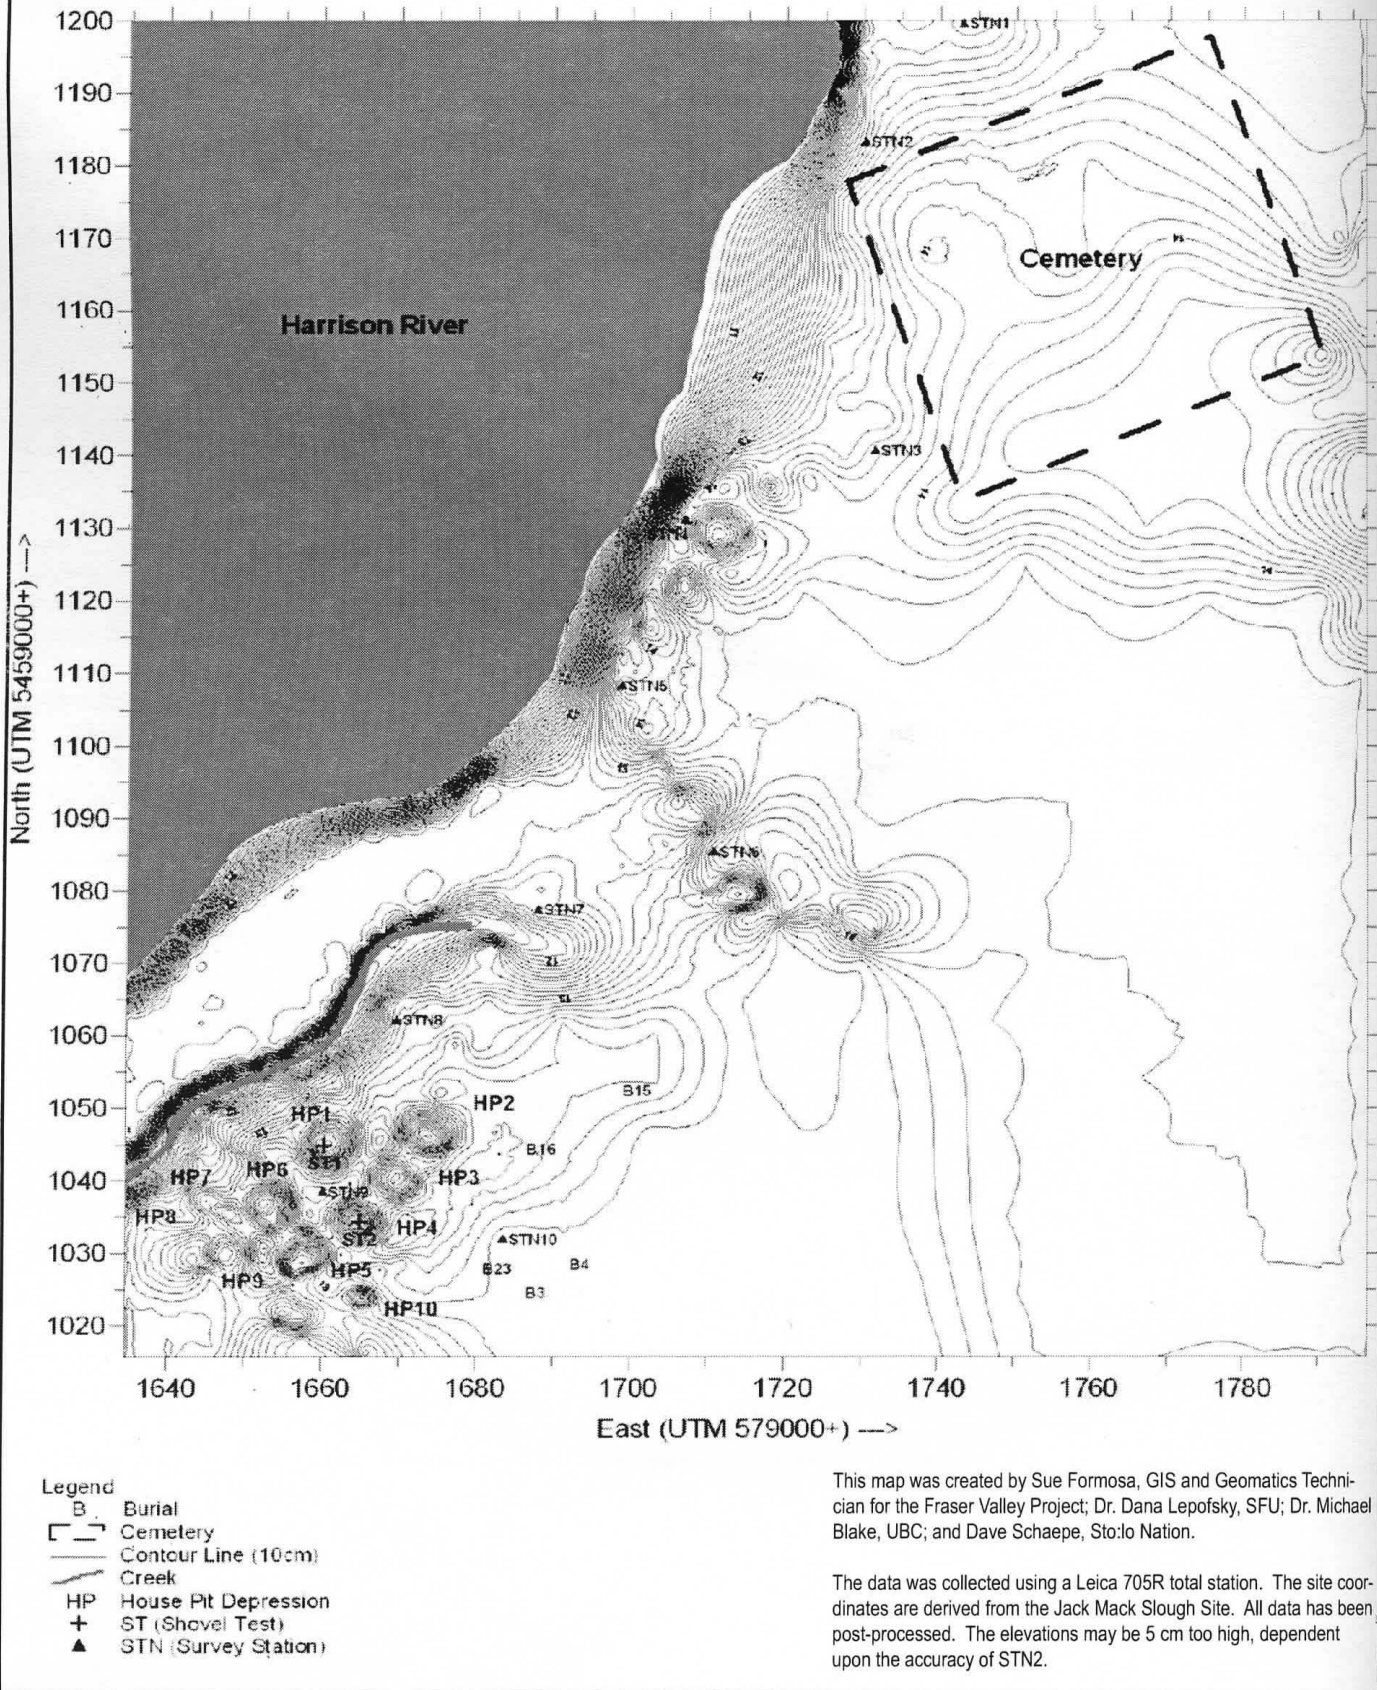 1200
1190
1180
1170
1160
1150
1140
1130
1120
1110
1100
1090
1080
1070
1060
1050
1040
1030
1020
North (UTM 5459000+) --->
STN1
STN2
Cemetery
Harrison River
STN3
STN5
STN6
STN7
STN8
B15
HP1
HP2
B16
ST1
HP7
HP6
HP3
STN9
HP8
HP4
ST2
STN10
HP9
HP5
B23
B4
B3
HP10
1640
1660
1680
1700
1720
1740
1760
1780
East (UTM 579000+) --->
Legend
B Burial
Cemetery
Contour Line (10cm)
Creek
HP House Pit Depression
ST (Shovel Test)
STN (Survey Station)
This map was created by Sue Formosa, GIS and Geomatics Techni-
cian for the Fraser Valley Project; Dr. Dana Lepofsky, SFU; Dr. Michael
Blake, UBC; and Dave Schaepe, Sto:lo Nation.
The data was collected using a Leica 705R total station. The site coor-
dinates are derived from the Jack Mack Slough Site. All data has been
post-processed. The elevations may be 5 cm too high, dependent
upon the accuracy of STN2.